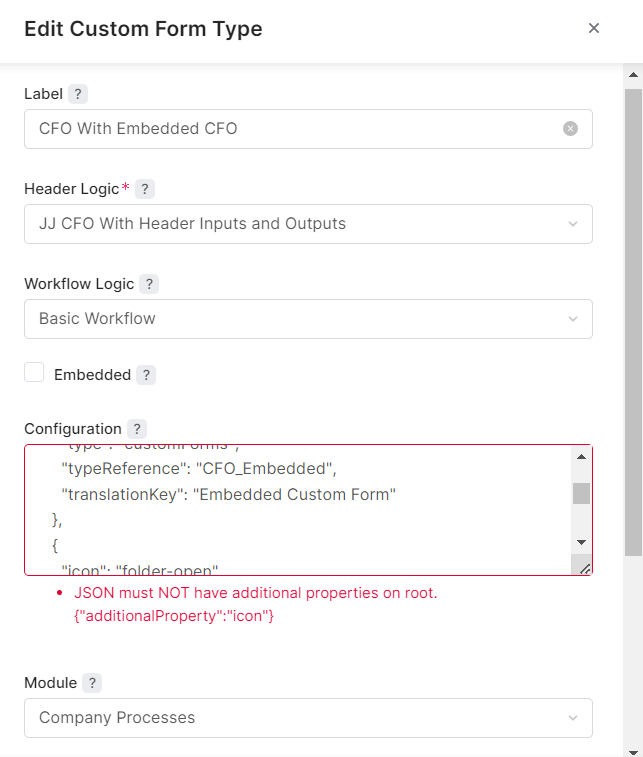 Edit Custom Form Type
Label ?
CFO With Embedded CFO
Header Logic* ?
JJ CFO With Header Inputs and Outputs
Workflow Logic ?
Basic Workflow
Embedded ?
Configuration ?
"type": "customForms",
"typeReference": "CFO_Embedded",
"translationKey": "Embedded Custom Form"
},
{
"icon": "folder-open"
• JSON must NOT have additional properties on root.
{"additionalProperty":"icon"}
Module ?
Company Processes